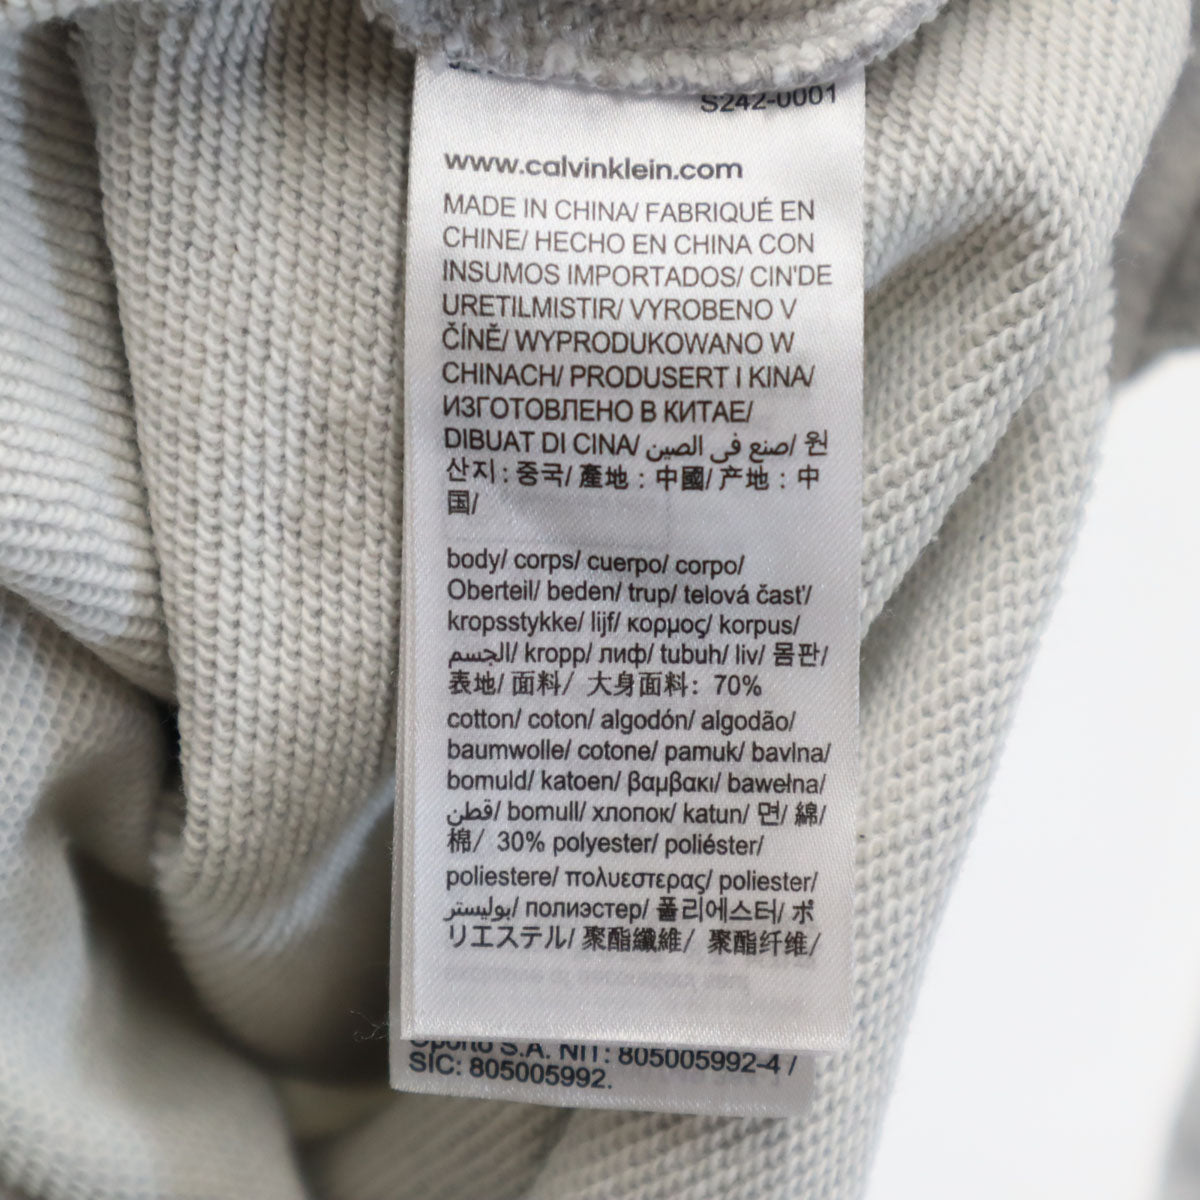 S242-0001
www.calvinklein.com
MADE IN CHINA/ FABRIQUÉ EN
CHINE/ HECHO EN CHINA CON
INSUMOS IMPORTADOS/ CIN'DE
URETILMISTIR/ VYROBENO V
ČÍNĚ/ WYPRODUKOWANO W
CHINACH/ PRODUSERT I KINA/
ИЗГОТОВЛЕНО В КИТАЕ/
DIBUAT DI CINA/ صنع في الصين/ 원
산지 : 중국/ 產地 : 中國/ 产地 : 中
国/
body/ corps/ cuerpo/ corpo/
Oberteil/ beden/ trup/ telová časť/
kropsstykke/ lijf/ κορμος/ korpus/
الجسم/ kropp/ лиф/ tubuh/ liv/ 몸판/
表地/ 面料/ 大身面料: 70%
cotton/ coton/ algodón/ algodão/
baumwolle/ cotone/ pamuk/ bavlna/
bomuld/ katoen/ βαμβακι/ bawełna/
قطن/ bomull/ хлопок/ katun/ 면/ 綿/
棉/ 30% polyester/ poliéster/
poliestere/ πολυεστερας/ poliester/
بوليستر/ полиэстер/ 폴리에스터/ ポ
リエステル/ 聚酯纖維/ 聚酯纤维/
Oporto S.A. NIT: 805005992-4 /
SIC: 805005992.